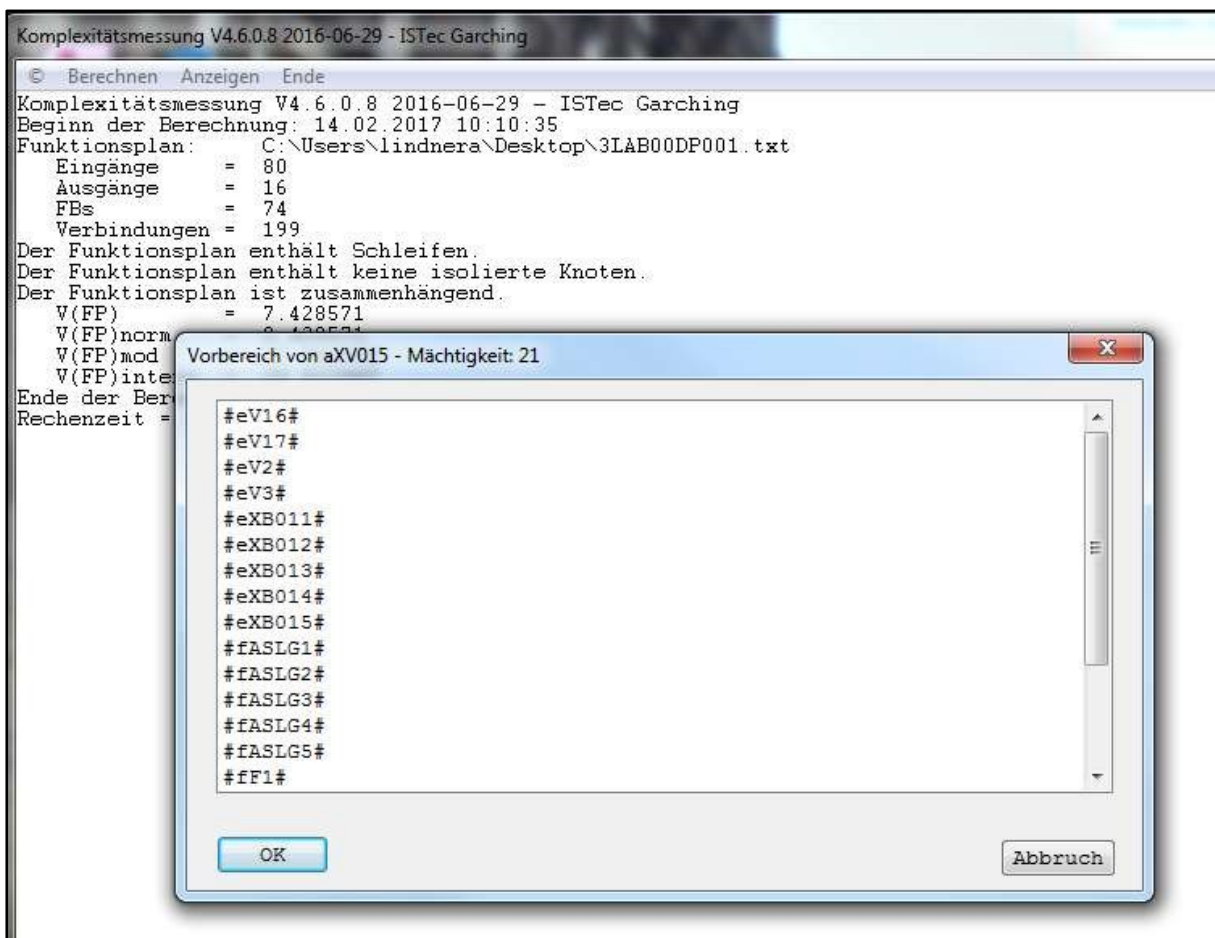 Komplexitätsmessung V4.6.0.8 2016-06-29 - ISTec Garching
© Berechnen Anzeigen Ende
Komplexitätsmessung V4.6.0.8 2016-06-29 – ISTec Garching
Beginn der Berechnung: 14.02.2017 10:10:35
Funktionsplan: C:\Users\lindnera\Desktop\3LAB00DP001.txt
Eingänge = 80
Ausgänge = 16
FBs = 74
Verbindungen = 199
Der Funktionsplan enthält Schleifen.
Der Funktionsplan enthält keine isolierte Knoten.
Der Funktionsplan ist zusammenhängend.
V(FP) = 7.428571
V(FP)norm
V(FP)mod
V(FP)inte
Ende der Ber
Rechenzeit =
Vorbereich von aXV015 - Mächtigkeit: 21
#eV16#
#eV17#
#eV2#
#eV3#
#eXB011#
#eXB012#
#eXB013#
#eXB014#
#eXB015#
#fASLG1#
#fASLG2#
#fASLG3#
#fASLG4#
#fASLG5#
#fF1#
OK
Abbruch